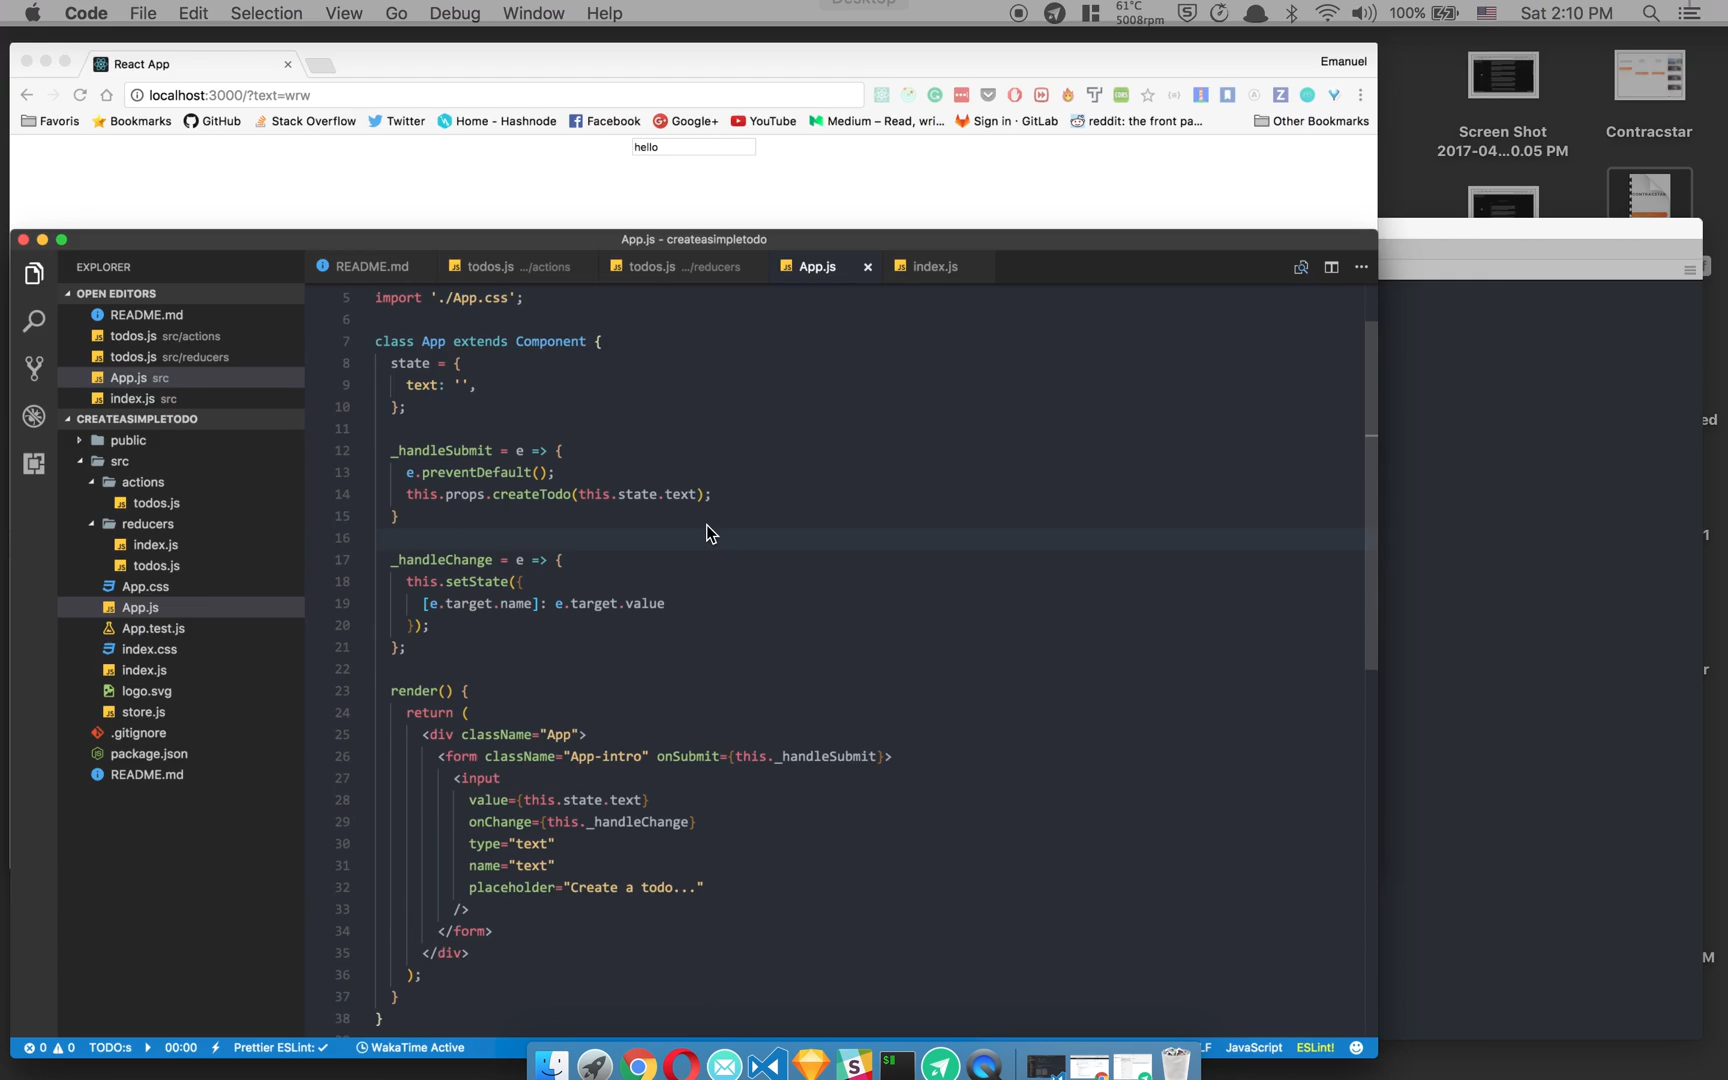 Code File Edit Selection View Go Debug Window Help 61°C 5008rpm 5 100% Sat 2:10 PM
Desktop
React App Emanuel
localhost:3000/?text=wrw
Favoris Bookmarks GitHub Stack Overflow Twitter Home - Hashnode Facebook Google+ YouTube Medium – Read, wri... Sign in · GitLab reddit: the front pa... Other Bookmarks
hello
Screen Shot
2017-04...0.05 PM
Contracstar
App.js - createasimpletodo
EXPLORER
README.md todos.js .../actions todos.js .../reducers App.js index.js
OPEN EDITORS
README.md
todos.js src/actions
todos.js src/reducers
App.js src
index.js src
CREATEASIMPLETODO
public
src
actions
todos.js
reducers
index.js
todos.js
App.css
App.js
App.test.js
index.css
index.js
logo.svg
store.js
.gitignore
package.json
README.md
5 import './App.css';
6
7 class App extends Component {
8 state = {
9 text: '',
10 };
11
12 _handleSubmit = e => {
13 e.preventDefault();
14 this.props.createTodo(this.state.text);
15 }
16
17 _handleChange = e => {
18 this.setState({
19 [e.target.name]: e.target.value
20 });
21 };
22
23 render() {
24 return (
25 <div className="App">
26 <form className="App-intro" onSubmit={this._handleSubmit}>
27 <input
28 value={this.state.text}
29 onChange={this._handleChange}
30 type="text"
31 name="text"
32 placeholder="Create a todo..."
33 />
34 </form>
35 </div>
36 );
37 }
38 }
0 0 TODO:s 00:00 Prettier ESLint: ✓ WakaTime Active LF JavaScript ESLint!
ed
1
r
M